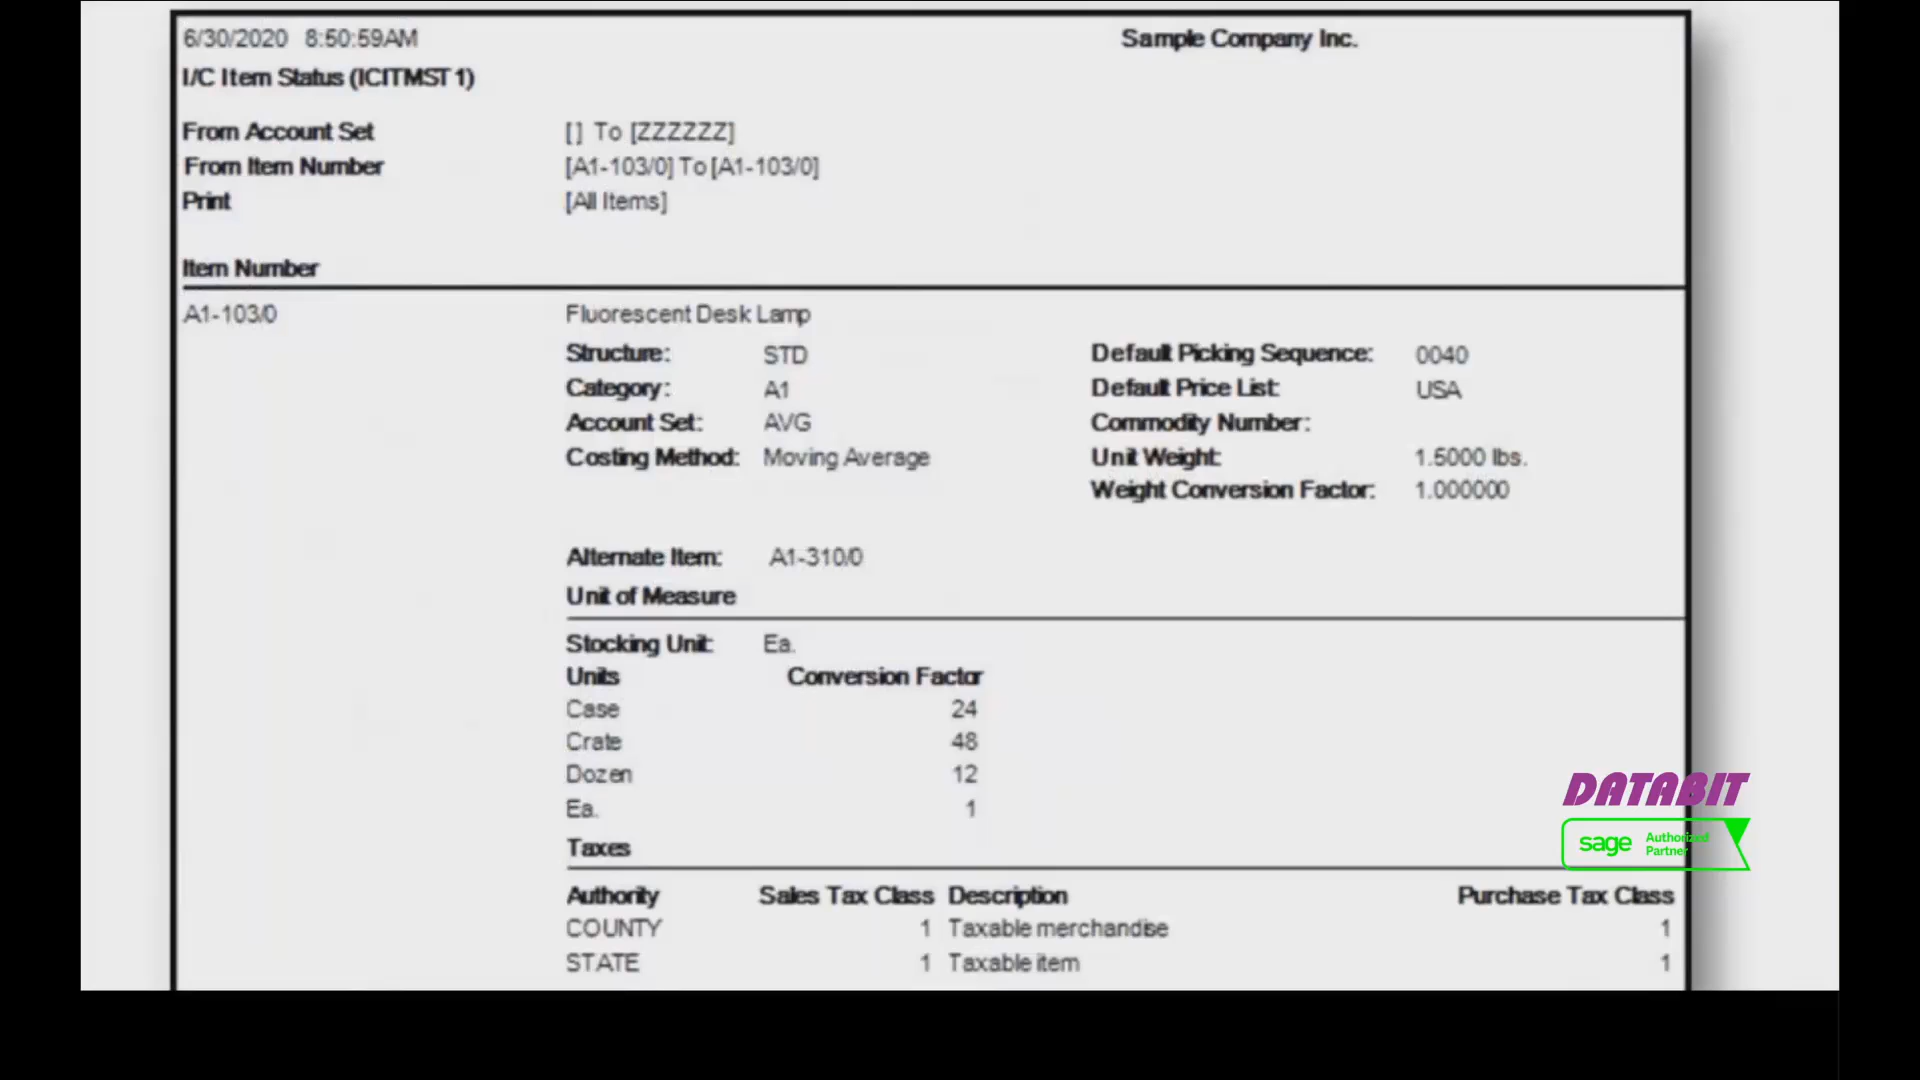 6/30/2020 8:50:59AM Sample Company Inc.
I/C Item Status (ICITMST1)
From Account Set [] To [ZZZZZZ]
From Item Number [A1-103/0] To [A1-103/0]
Print [All Items]
Item Number
A1-103/0 Fluorescent Desk Lamp
Structure: STD Default Picking Sequence: 0040
Category: A1 Default Price List: USA
Account Set: AVG Commodity Number:
Costing Method: Moving Average Unit Weight: 1.5000 lbs.
Weight Conversion Factor: 1.000000
Alternate Item: A1-310/0
Unit of Measure
Stocking Unit: Ea.
Units Conversion Factor
Case 24
Crate 48
Dozen 12
Ea. 1
Taxes
Authority Sales Tax Class Description Purchase Tax Class
COUNTY 1 Taxable merchandise 1
STATE 1 Taxable item 1
DATABIT
sage Authorized
Partner